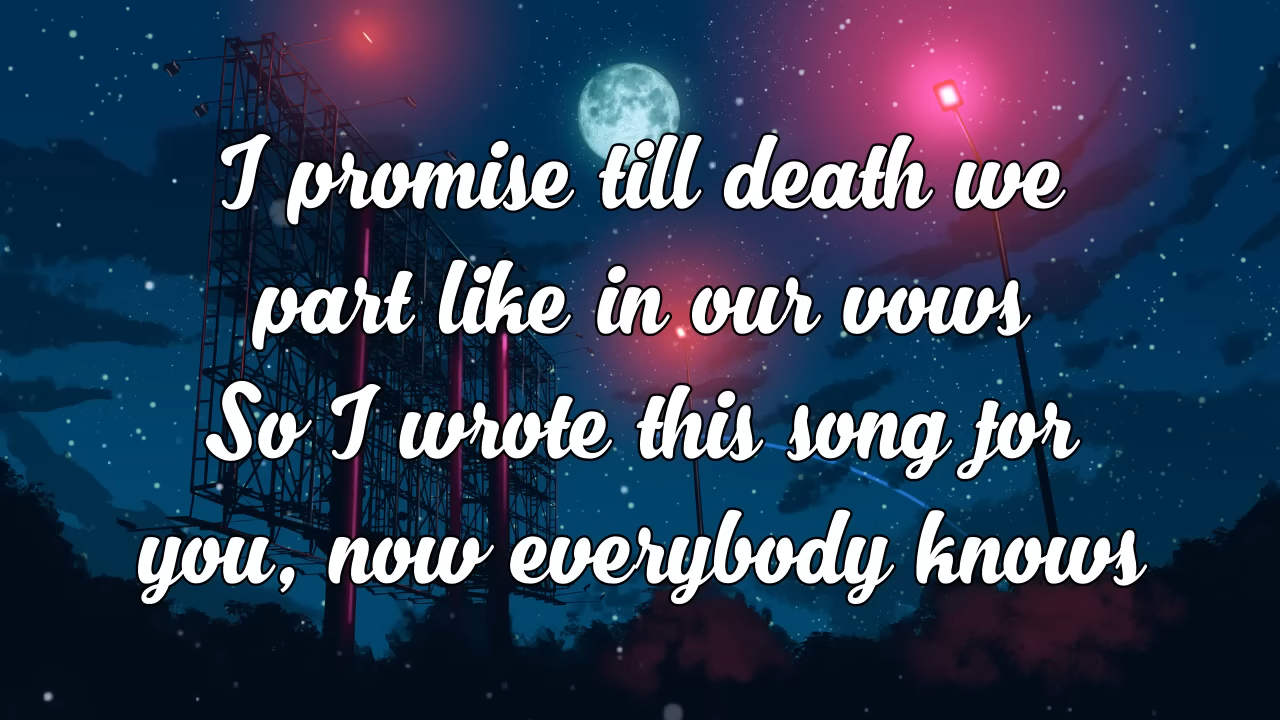 I promise till death we
part like in our vows
So I wrote this song for
you, now everybody knows